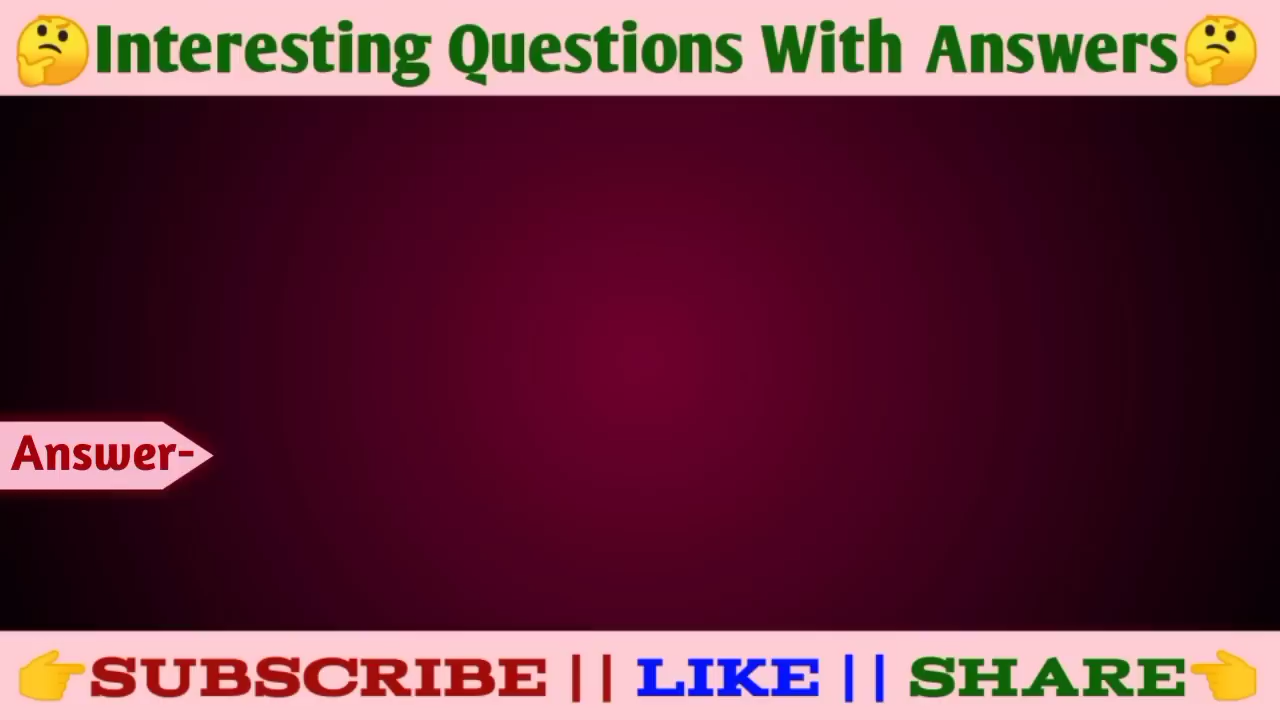 🤔Interesting Questions With Answers🤔
Answer-
👉SUBSCRIBE || LIKE || SHARE👈